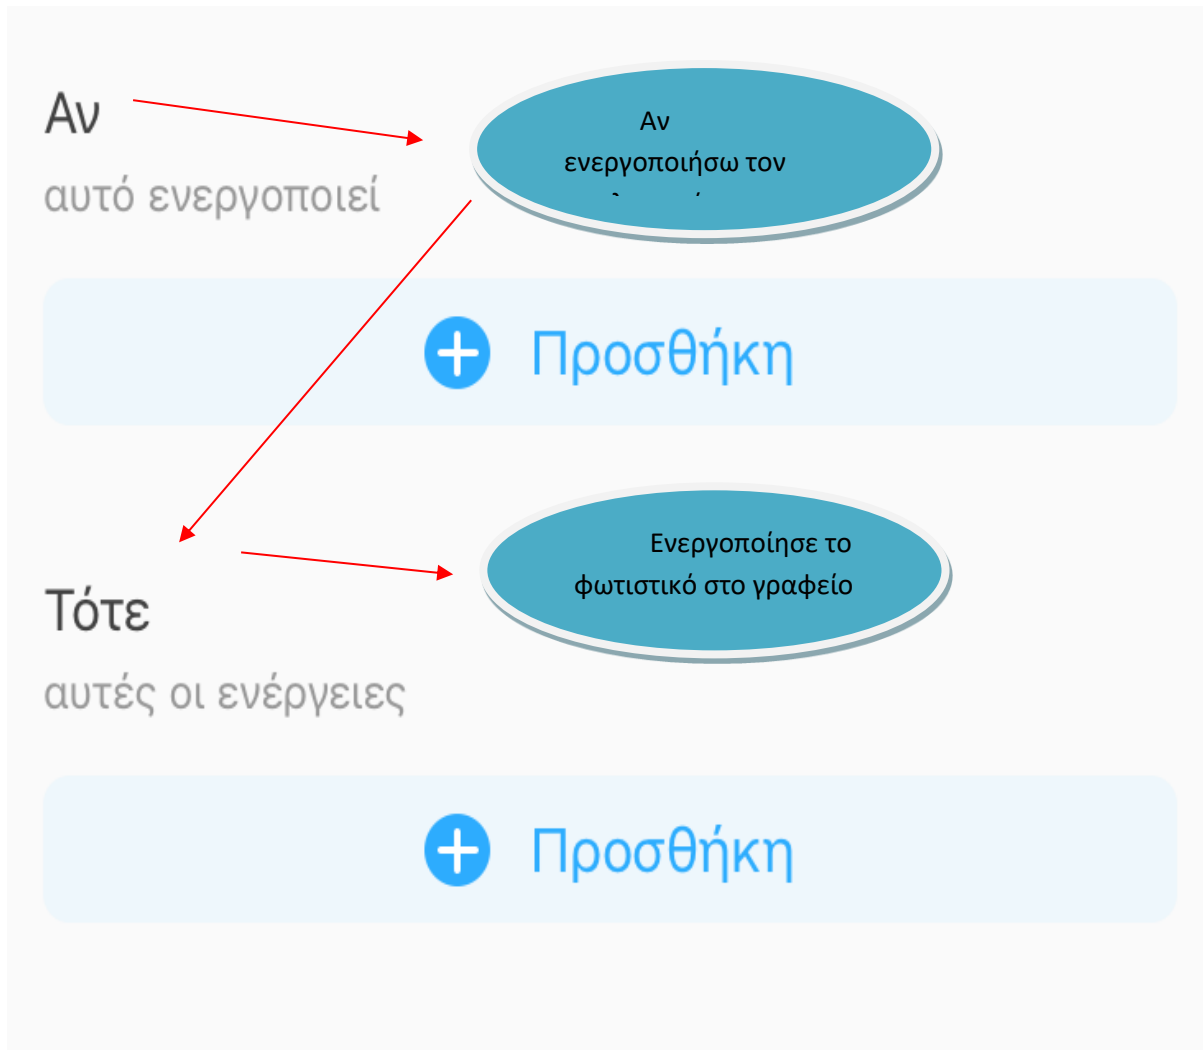 Αν
Αν
ενεργοποιήσω τον
αυτό ενεργοποιεί
Προσθήκη
Ενεργοποίησε το
φωτιστικό στο γραφείο
Τότε
αυτές οι ενέργειες
Προσθήκη